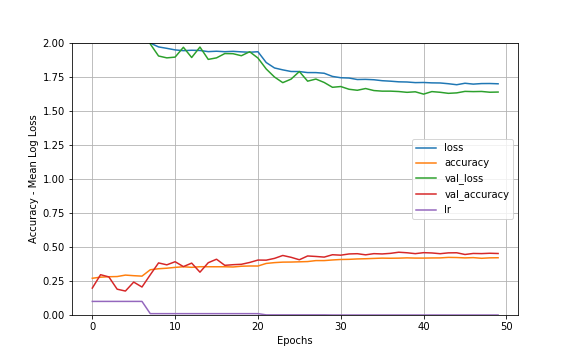 2.00
1.75
1.50
1.25
1.00
0.75
0.50
0.25
0.00
Accuracy - Mean Log Loss
loss
accuracy
val_loss
val_accuracy
lr
0 10 20 30 40 50
Epochs